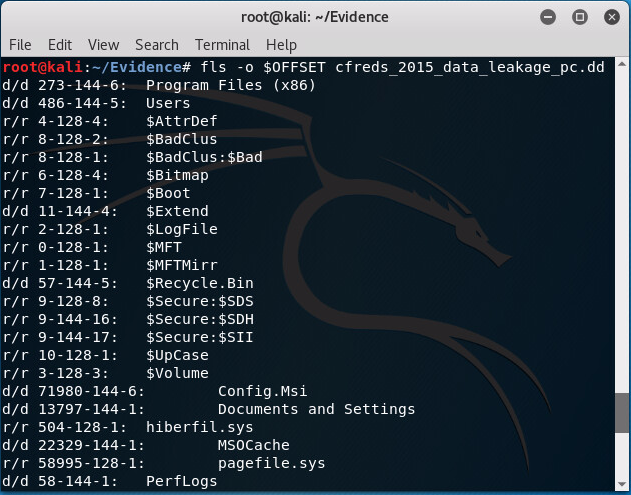 root@kali: ~/Evidence
File Edit View Search Terminal Help
root@kali:~/Evidence# fls -o $OFFSET cfreds_2015_data_leakage_pc.dd
d/d 273-144-6: Program Files (x86)
d/d 486-144-5: Users
r/r 4-128-4: $AttrDef
r/r 8-128-2: $BadClus
r/r 8-128-1: $BadClus:$Bad
r/r 6-128-4: $Bitmap
r/r 7-128-1: $Boot
d/d 11-144-4: $Extend
r/r 2-128-1: $LogFile
r/r 0-128-1: $MFT
r/r 1-128-1: $MFTMirr
d/d 57-144-5: $Recycle.Bin
r/r 9-128-8: $Secure:$SDS
r/r 9-144-16: $Secure:$SDH
r/r 9-144-17: $Secure:$SII
r/r 10-128-1: $UpCase
r/r 3-128-3: $Volume
d/d 71980-144-6: Config.Msi
d/d 13797-144-1: Documents and Settings
r/r 504-128-1: hiberfil.sys
d/d 22329-144-1: MSOCache
r/r 58995-128-1: pagefile.sys
d/d 58-144-1: PerfLogs